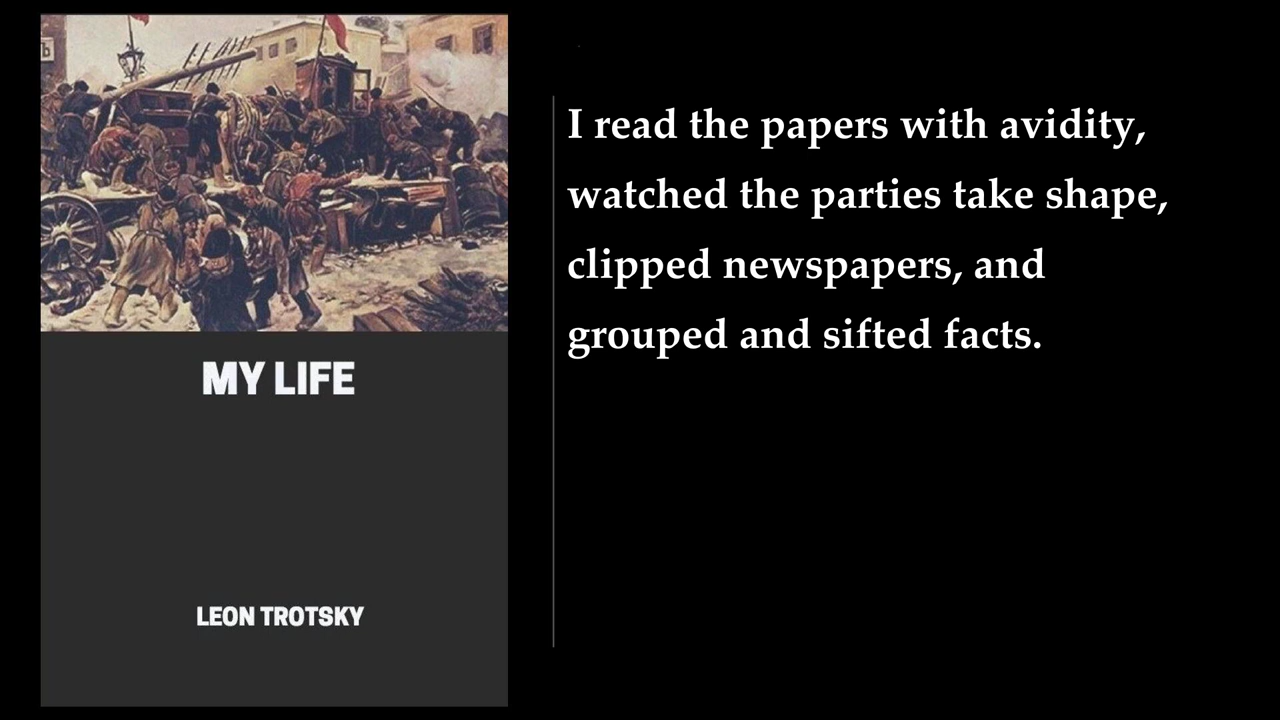 MY LIFE
LEON TROTSKY
I read the papers with avidity,
watched the parties take shape,
clipped newspapers, and
grouped and sifted facts.